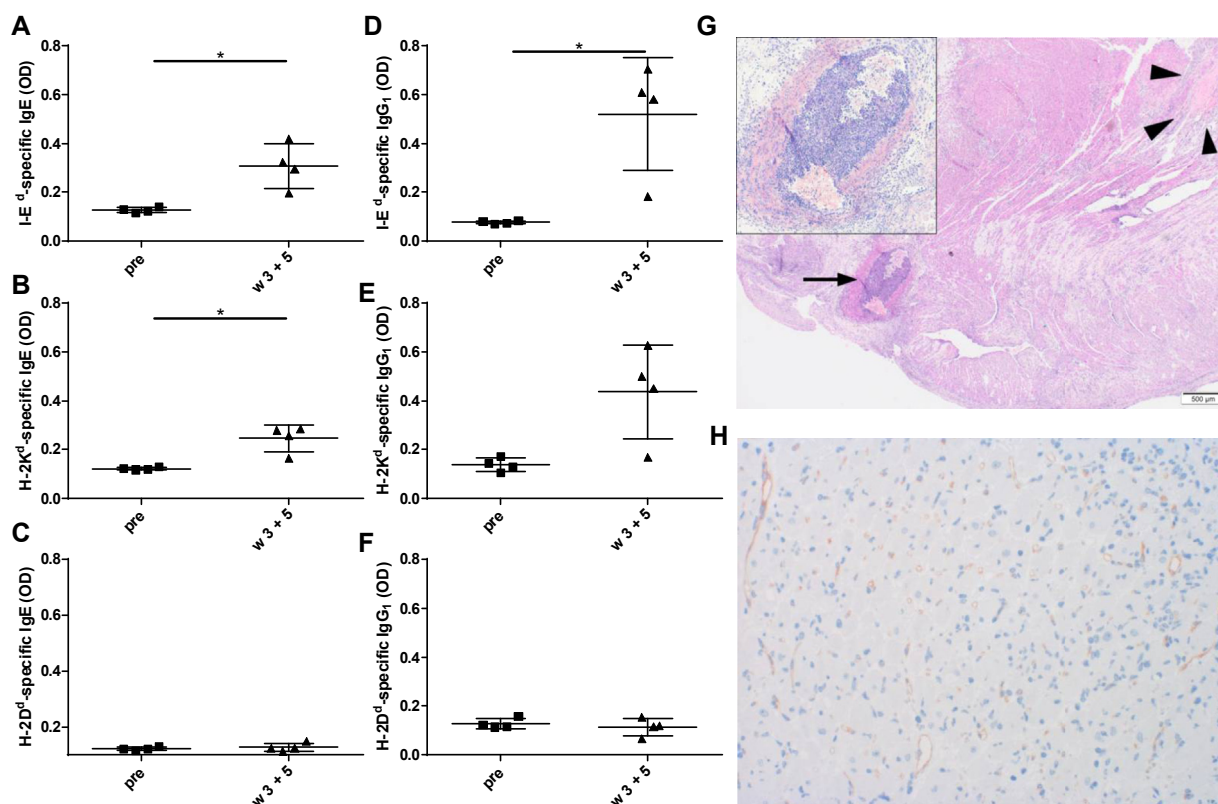 A
I-E d-specific IgE (OD)
0.8
0.6
0.4
0.2
0.0
*
pre
w 3 + 5
B
H-2Kd-specific IgE (OD)
0.8
0.6
0.4
0.2
0.0
*
pre
w 3 + 5
C
H-2Dd-specific IgE (OD)
0.8
0.6
0.4
0.2
pre
w 3 + 5
D
I-E d-specific IgG1 (OD)
0.8
0.6
0.4
0.2
0.0
*
pre
w 3 + 5
E
H-2Kd-specific IgG1 (OD)
0.8
0.6
0.4
0.2
0.0
pre
w 3 + 5
F
H-2Dd-specific IgG1 (OD)
0.8
0.6
0.4
0.2
0.0
pre
w 3 + 5
G
500 µm
H